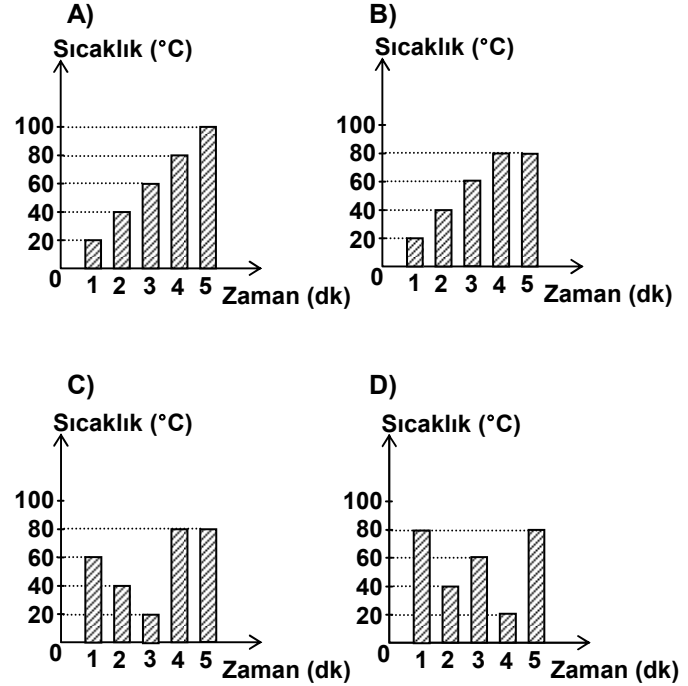 A)
Sıcaklık (°C)
100
80
60
40
20
0
1 2 3 4 5
Zaman (dk)
B)
Sıcaklık (°C)
100
80
60
40
20
0
1 2 3 4 5
Zaman (dk)
C)
Sıcaklık (°C)
100
80
60
40
20
0
1 2 3 4 5
Zaman (dk)
D)
Sıcaklık (°C)
100
80
60
40
20
0
1 2 3 4 5
Zaman (dk)